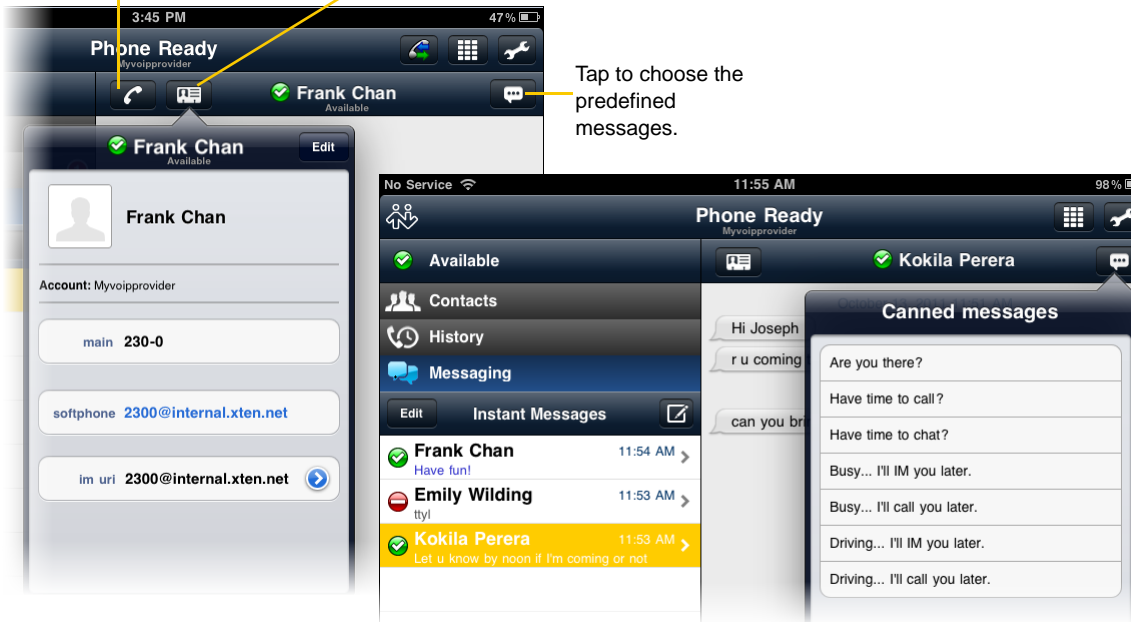 3:45 PM 47%
Phone Ready
Myvoipprovider
Frank Chan
Available
Tap to choose the
predefined
messages.
Frank Chan
Available
Edit
Frank Chan
Account: Myvoipprovider
main 230-0
softphone 2300@internal.xten.net
im uri 2300@internal.xten.net
No Service 11:55 AM 98%
Phone Ready
Myvoipprovider
Available
Kokila Perera
Contacts
History
Messaging
Edit Instant Messages
Frank Chan 11:54 AM
Have fun!
Emily Wilding 11:53 AM
ttyl
Kokila Perera 11:53 AM
Let u know by noon if I'm coming or not
Hi Joseph
r u coming
can you bri
Canned messages
Are you there?
Have time to call?
Have time to chat?
Busy... I'll IM you later.
Busy... I'll call you later.
Driving... I'll IM you later.
Driving... I'll call you later.